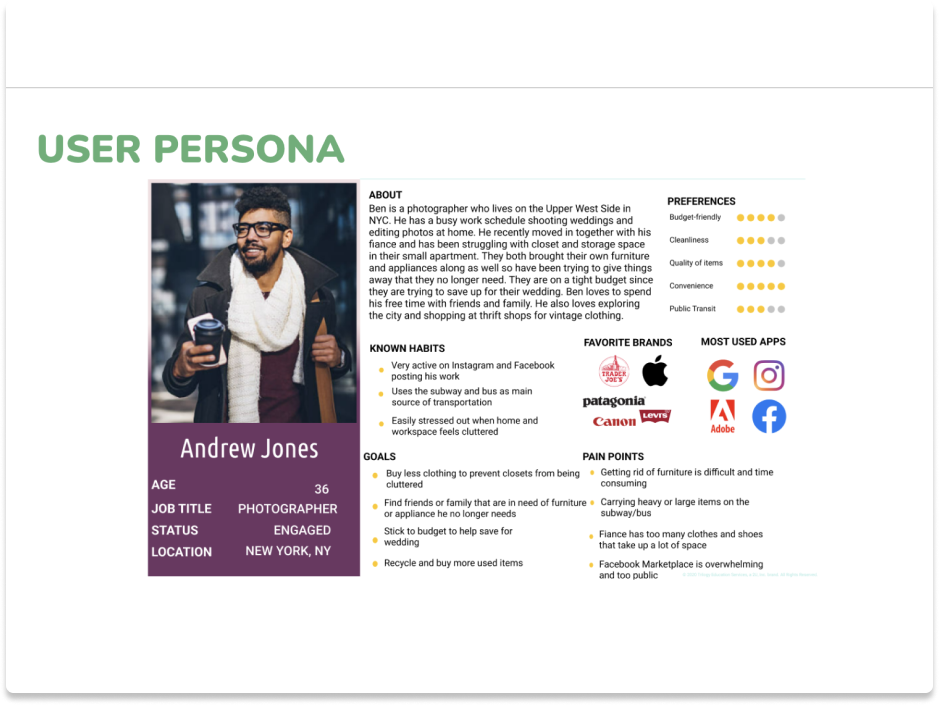 USER PERSONA
Andrew Jones
AGE 36
JOB TITLE PHOTOGRAPHER
STATUS ENGAGED
LOCATION NEW YORK, NY
ABOUT
Ben is a photographer who lives on the Upper West Side in
NYC. He has a busy work schedule shooting weddings and
editing photos at home. He recently moved in together with his
fiance and has been struggling with closet and storage space
in their small apartment. They both brought their own furniture
and appliances along as well so have been trying to give things
away that they no longer need. They are on a tight budget since
they are trying to save up for their wedding. Ben loves to spend
his free time with friends and family. He also loves exploring
the city and shopping at thrift shops for vintage clothing.
PREFERENCES
Budget-friendly
Cleanliness
Quality of items
Convenience
Public Transit
KNOWN HABITS
Very active on Instagram and Facebook
posting his work
Uses the subway and bus as main
source of transportation
Easily stressed out when home and
workspace feels cluttered
FAVORITE BRANDS
TRADER
JOE'S
patagonia
Canon
LEVI'S
MOST USED APPS
Adobe
GOALS
Buy less clothing to prevent closets from being
cluttered
Find friends or family that are in need of furniture
or appliance he no longer needs
Stick to budget to help save for
wedding
Recycle and buy more used items
PAIN POINTS
Getting rid of furniture is difficult and time
consuming
Carrying heavy or large items on the
subway/bus
Fiance has too many clothes and shoes
that take up a lot of space
Facebook Marketplace is overwhelming
and too public